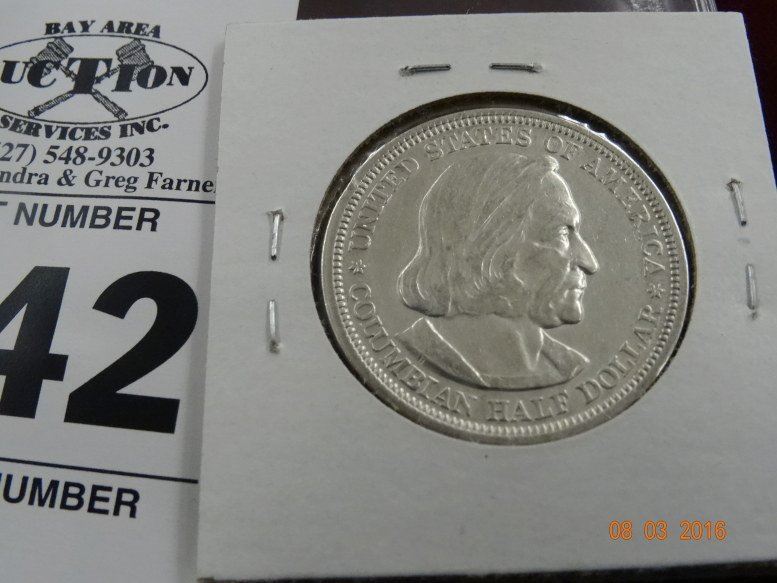 BAY AREA
UCTION
SERVICES INC.
27) 548-9303
ndra & Greg Farne
T NUMBER
42
NUMBER
UNITED STATES OF AMERICA
* COLUMBIAN HALF DOLLAR *
08 03 2016